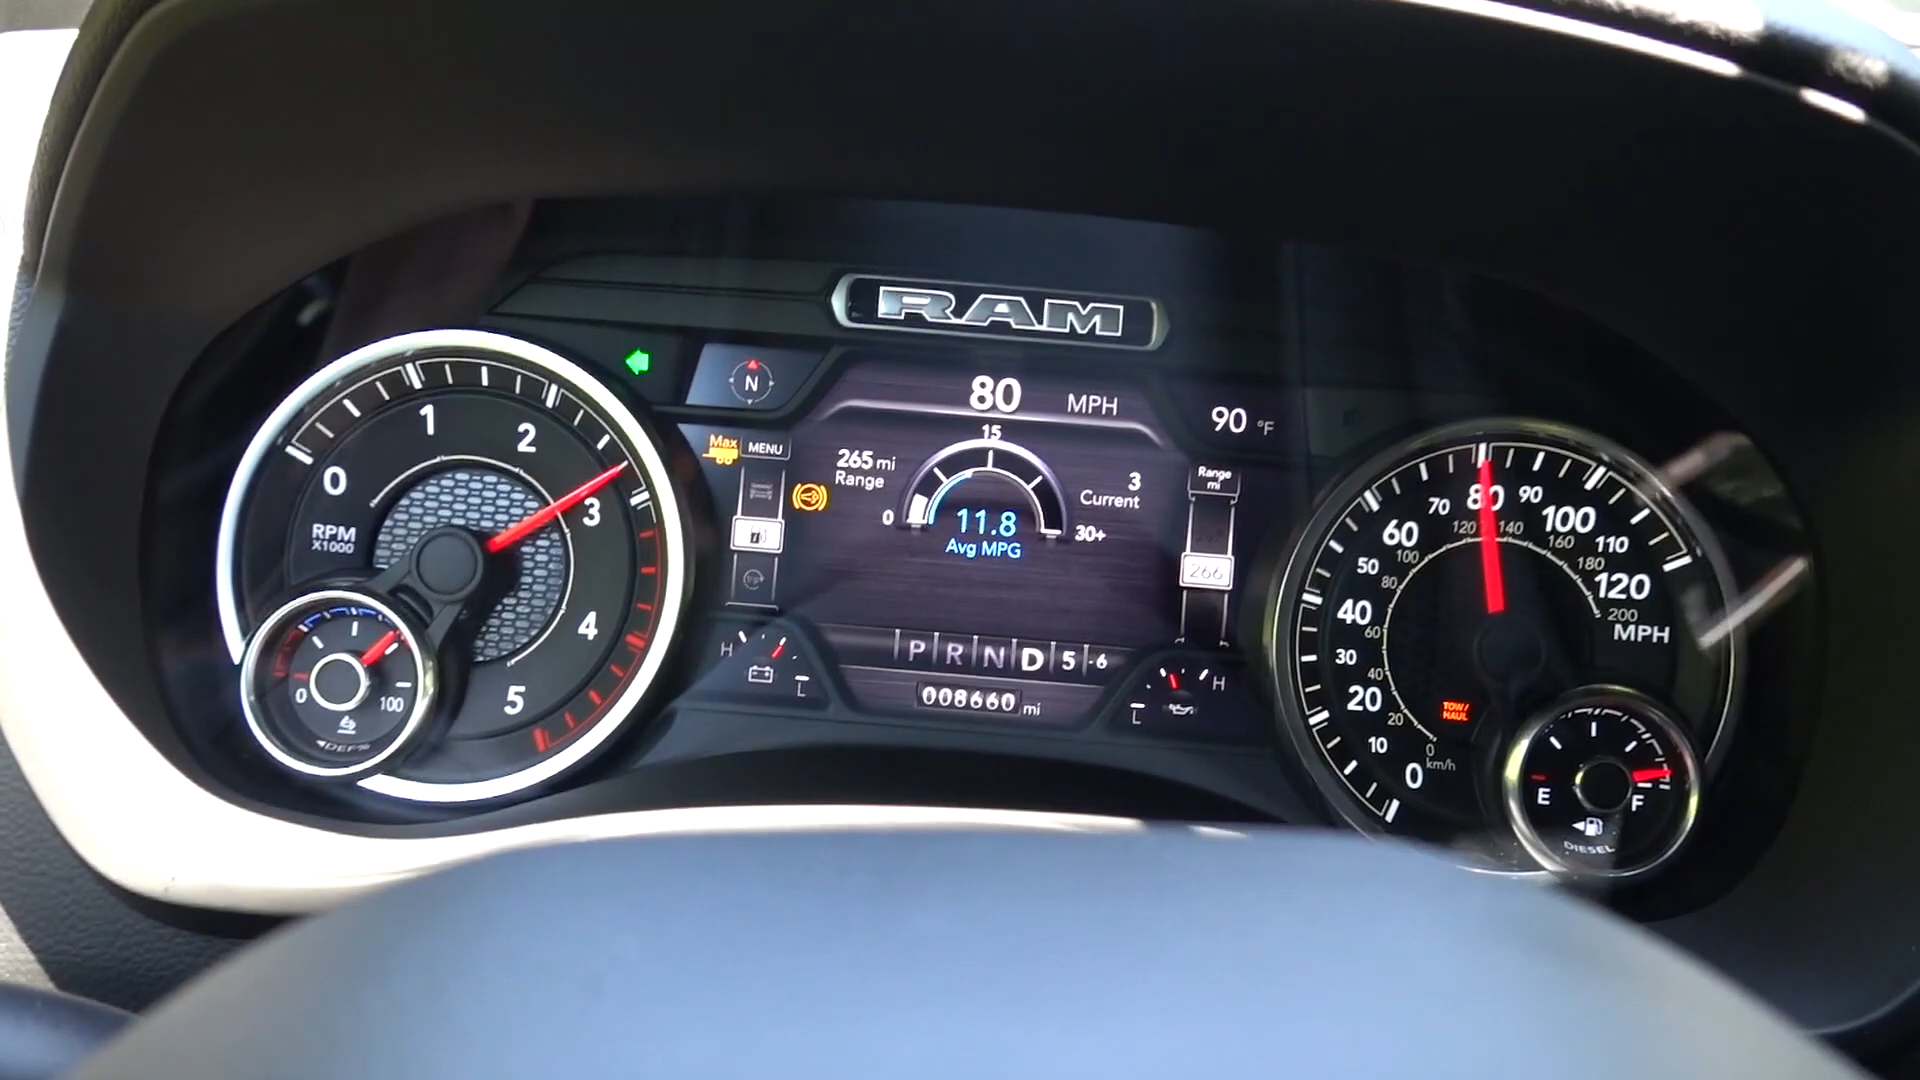 RAM
N
80 MPH
90 °F
Max
MENU
265 mi
Range
15
0
30+
11.8
Avg MPG
3
Current
Range
mi
266
H
L
P R N D 5 -6
008660 mi
H
L
0
1
2
3
4
5
RPM
X1000
0
100
DEF
0
10
20
30
40
50
60
70
80
90
100
110
120
MPH
0
20
40
60
80
100
120
140
160
180
200
km/h
TOW/
HAUL
E
F
DIESEL